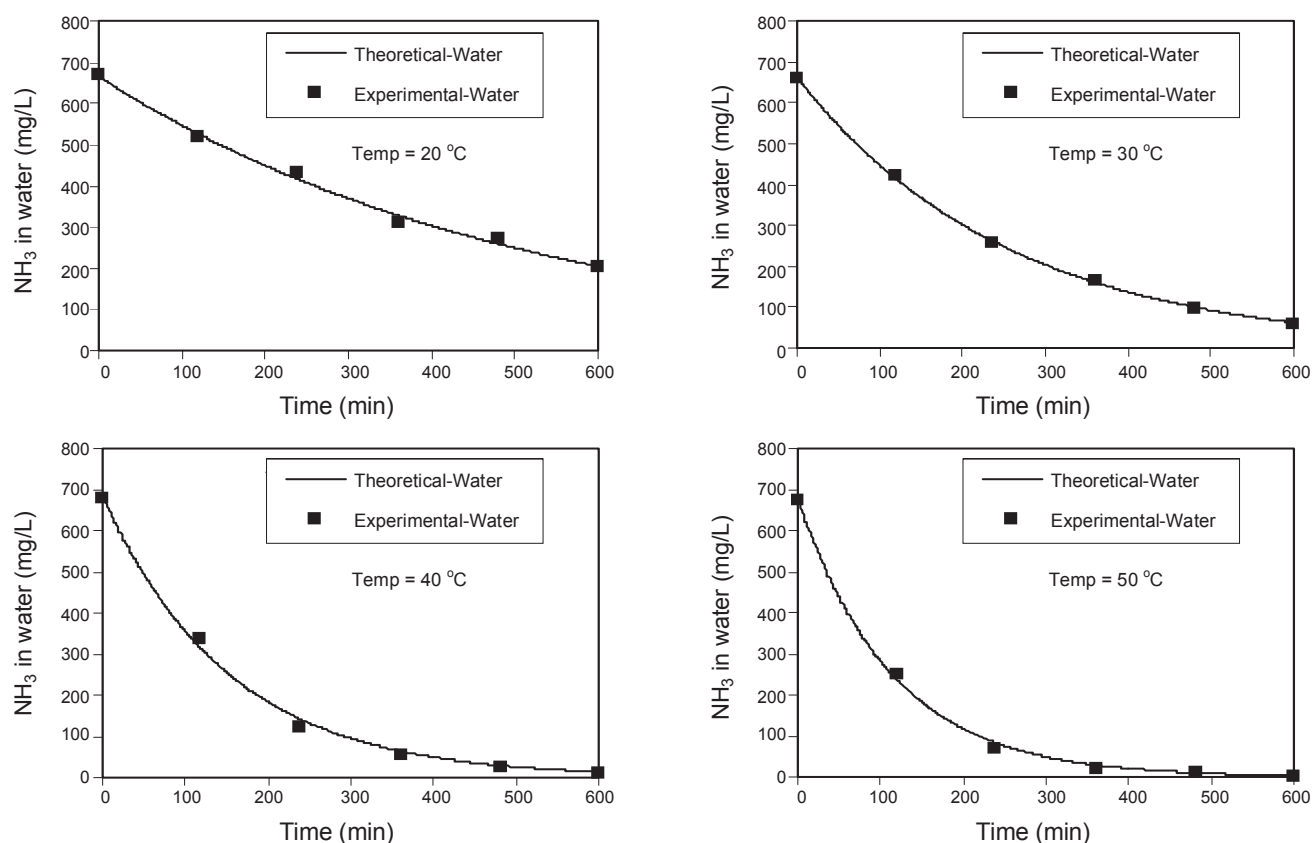 800
700
600
500
400
300
200
100
0
NH3 in water (mg/L)
Theoretical-Water
Experimental-Water
Temp = 20 °C
0 100 200 300 400 500 600
Time (min)
800
700
600
500
400
300
200
100
0
NH3 in water (mg/L)
Theoretical-Water
Experimental-Water
Temp = 30 °C
0 100 200 300 400 500 600
Time (min)
800
700
600
500
400
300
200
100
0
NH3 in water (mg/L)
Theoretical-Water
Experimental-Water
Temp = 40 °C
0 100 200 300 400 500 600
Time (min)
800
700
600
500
400
300
200
100
0
NH3 in water (mg/L)
Theoretical-Water
Experimental-Water
Temp = 50 °C
0 100 200 300 400 500 600
Time (min)